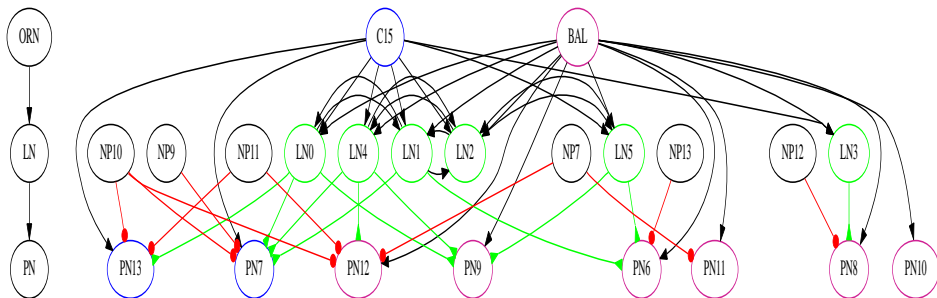 ORN C15 BAL
LN NP10 NP9 NP11 LN0 LN4 LN1 LN2 NP7 LN5 NP13 NP12 LN3
PN PN13 PN7 PN12 PN9 PN6 PN11 PN8 PN10